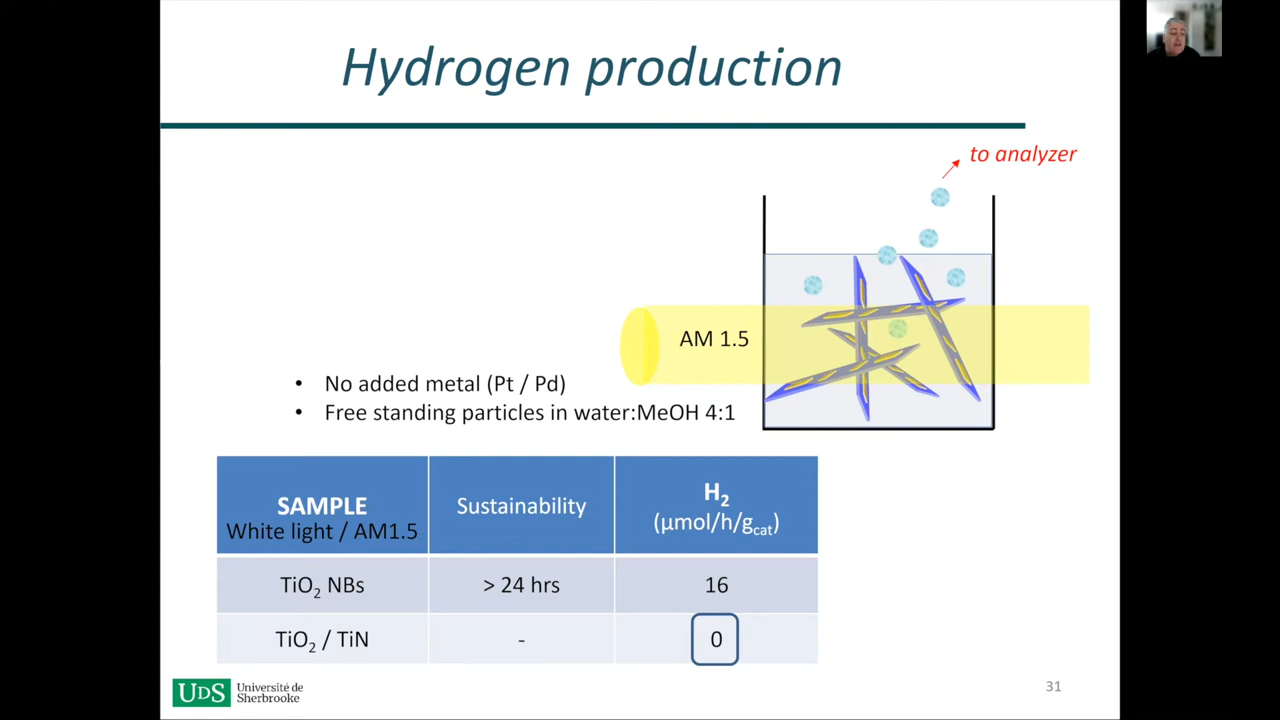 Hydrogen production
to analyzer
AM 1.5
• No added metal (Pt / Pd)
• Free standing particles in water:MeOH 4:1
SAMPLE
White light / AM1.5
Sustainability
H₂
(μmol/h/gcat)
TiO₂ NBs
> 24 hrs
16
TiO₂ / TiN
-
0
UDS Université de
Sherbrooke
31